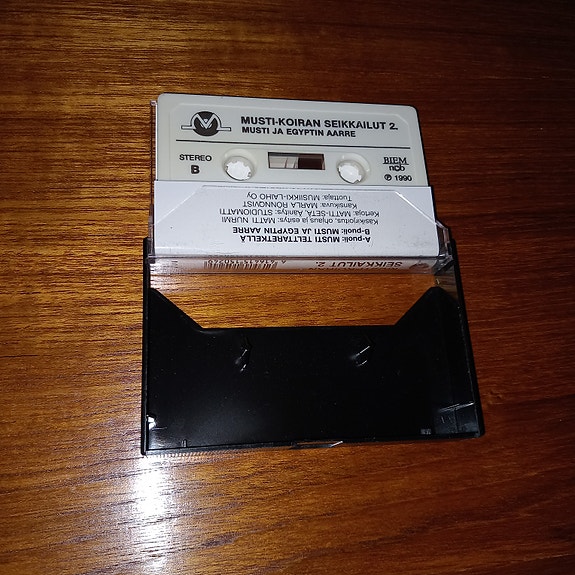 MUSTI-KOIRAN SEIKKAILUT 2.
MUSTI JA EGYPTIN AARRE
STEREO
B
BIEM
ncb
℗ 1990
A-puoli: MUSTI TELTTARETKELLÄ
B-puoli: MUSTI JA EGYPTIN AARRE
Käsikirjoitus, ohjaus ja esitys: MATTI NURMI
Kertoja: MATTI-SETÄ, Äänitys: STUDIOMATTI
Kansikuva: MARLA RÖNNQVIST
Tuottaja: MUSIIKKI-LAIHO Oy
SEIKKAILUT 2.